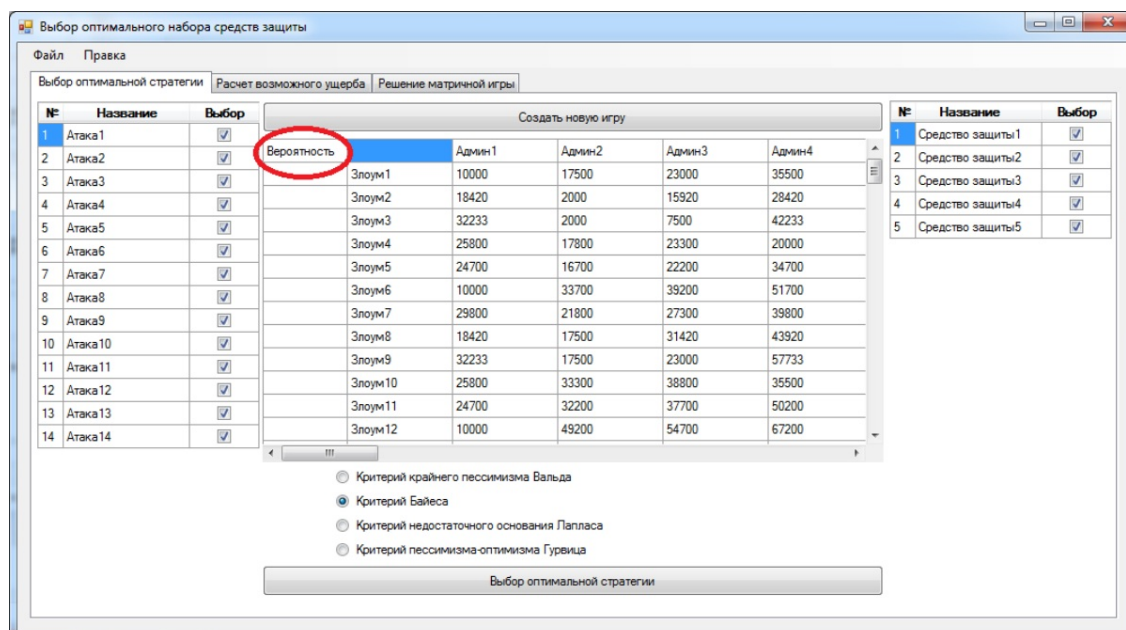 Выбор оптимального набора средств защиты
Файл Правка
Выбор оптимальной стратегии Расчет возможного ущерба Решение матричной игры
№ Название Выбор
1 Атака1
2 Атака2
3 Атака3
4 Атака4
5 Атака5
6 Атака6
7 Атака7
8 Атака8
9 Атака9
10 Атака10
11 Атака11
12 Атака12
13 Атака13
14 Атака14
Создать новую игру
Вероятность Админ1 Админ2 Админ3 Админ4
Злоум1 10000 17500 23000 35500
Злоум2 18420 2000 15920 28420
Злоум3 32233 2000 7500 42233
Злоум4 25800 17800 23300 20000
Злоум5 24700 16700 22200 34700
Злоум6 10000 33700 39200 51700
Злоум7 29800 21800 27300 39800
Злоум8 18420 17500 31420 43920
Злоум9 32233 17500 23000 57733
Злоум10 25800 33300 38800 35500
Злоум11 24700 32200 37700 50200
Злоум12 10000 49200 54700 67200
Критерий крайнего пессимизма Вальда
Критерий Байеса
Критерий недостаточного основания Лапласа
Критерий пессимизма-оптимизма Гурвица
Выбор оптимальной стратегии
№ Название Выбор
1 Средство защиты1
2 Средство защиты2
3 Средство защиты3
4 Средство защиты4
5 Средство защиты5